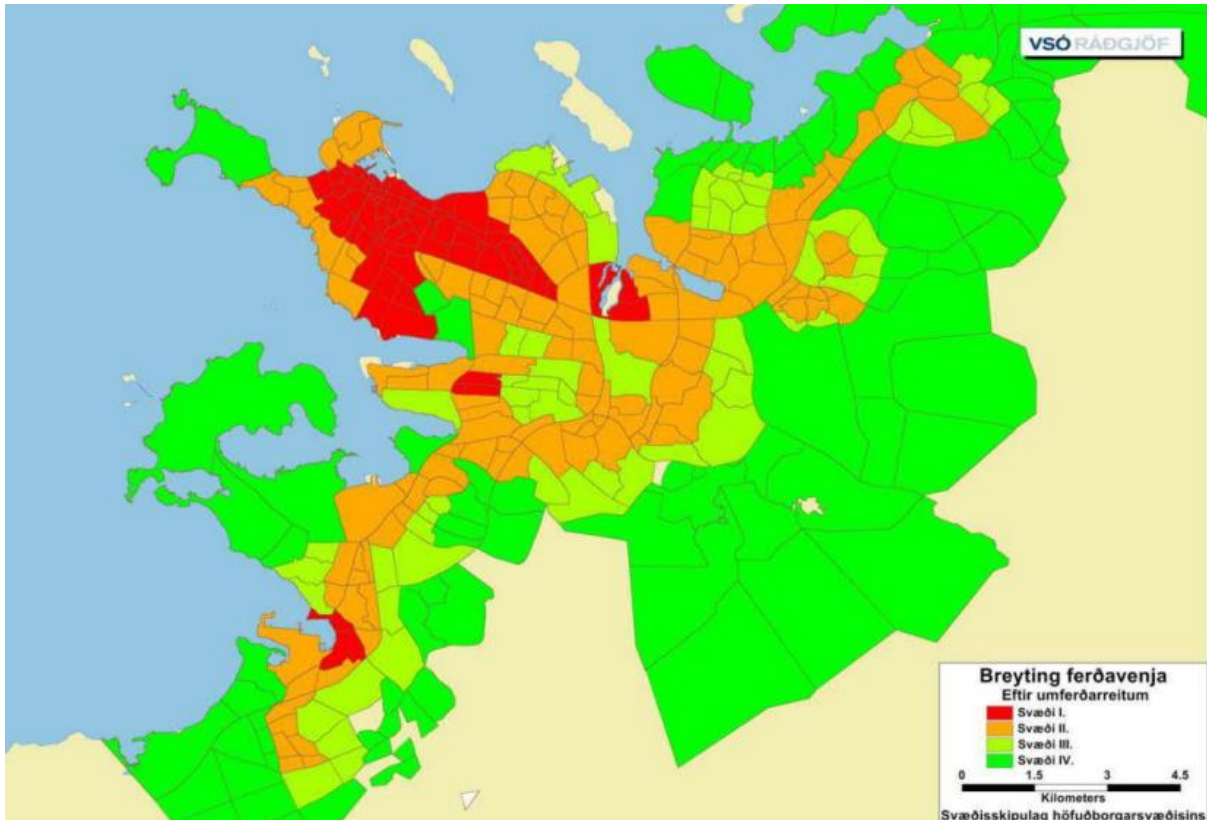 VSÓ RÁÐGJÖF
Breyting ferðavenja
Eftir umferðarreitum
Svæði I.
Svæði II.
Svæði III.
Svæði IV.
0 1.5 3 4.5
Kilometers
Svæðisskipulag höfuðborgarsvæðisins